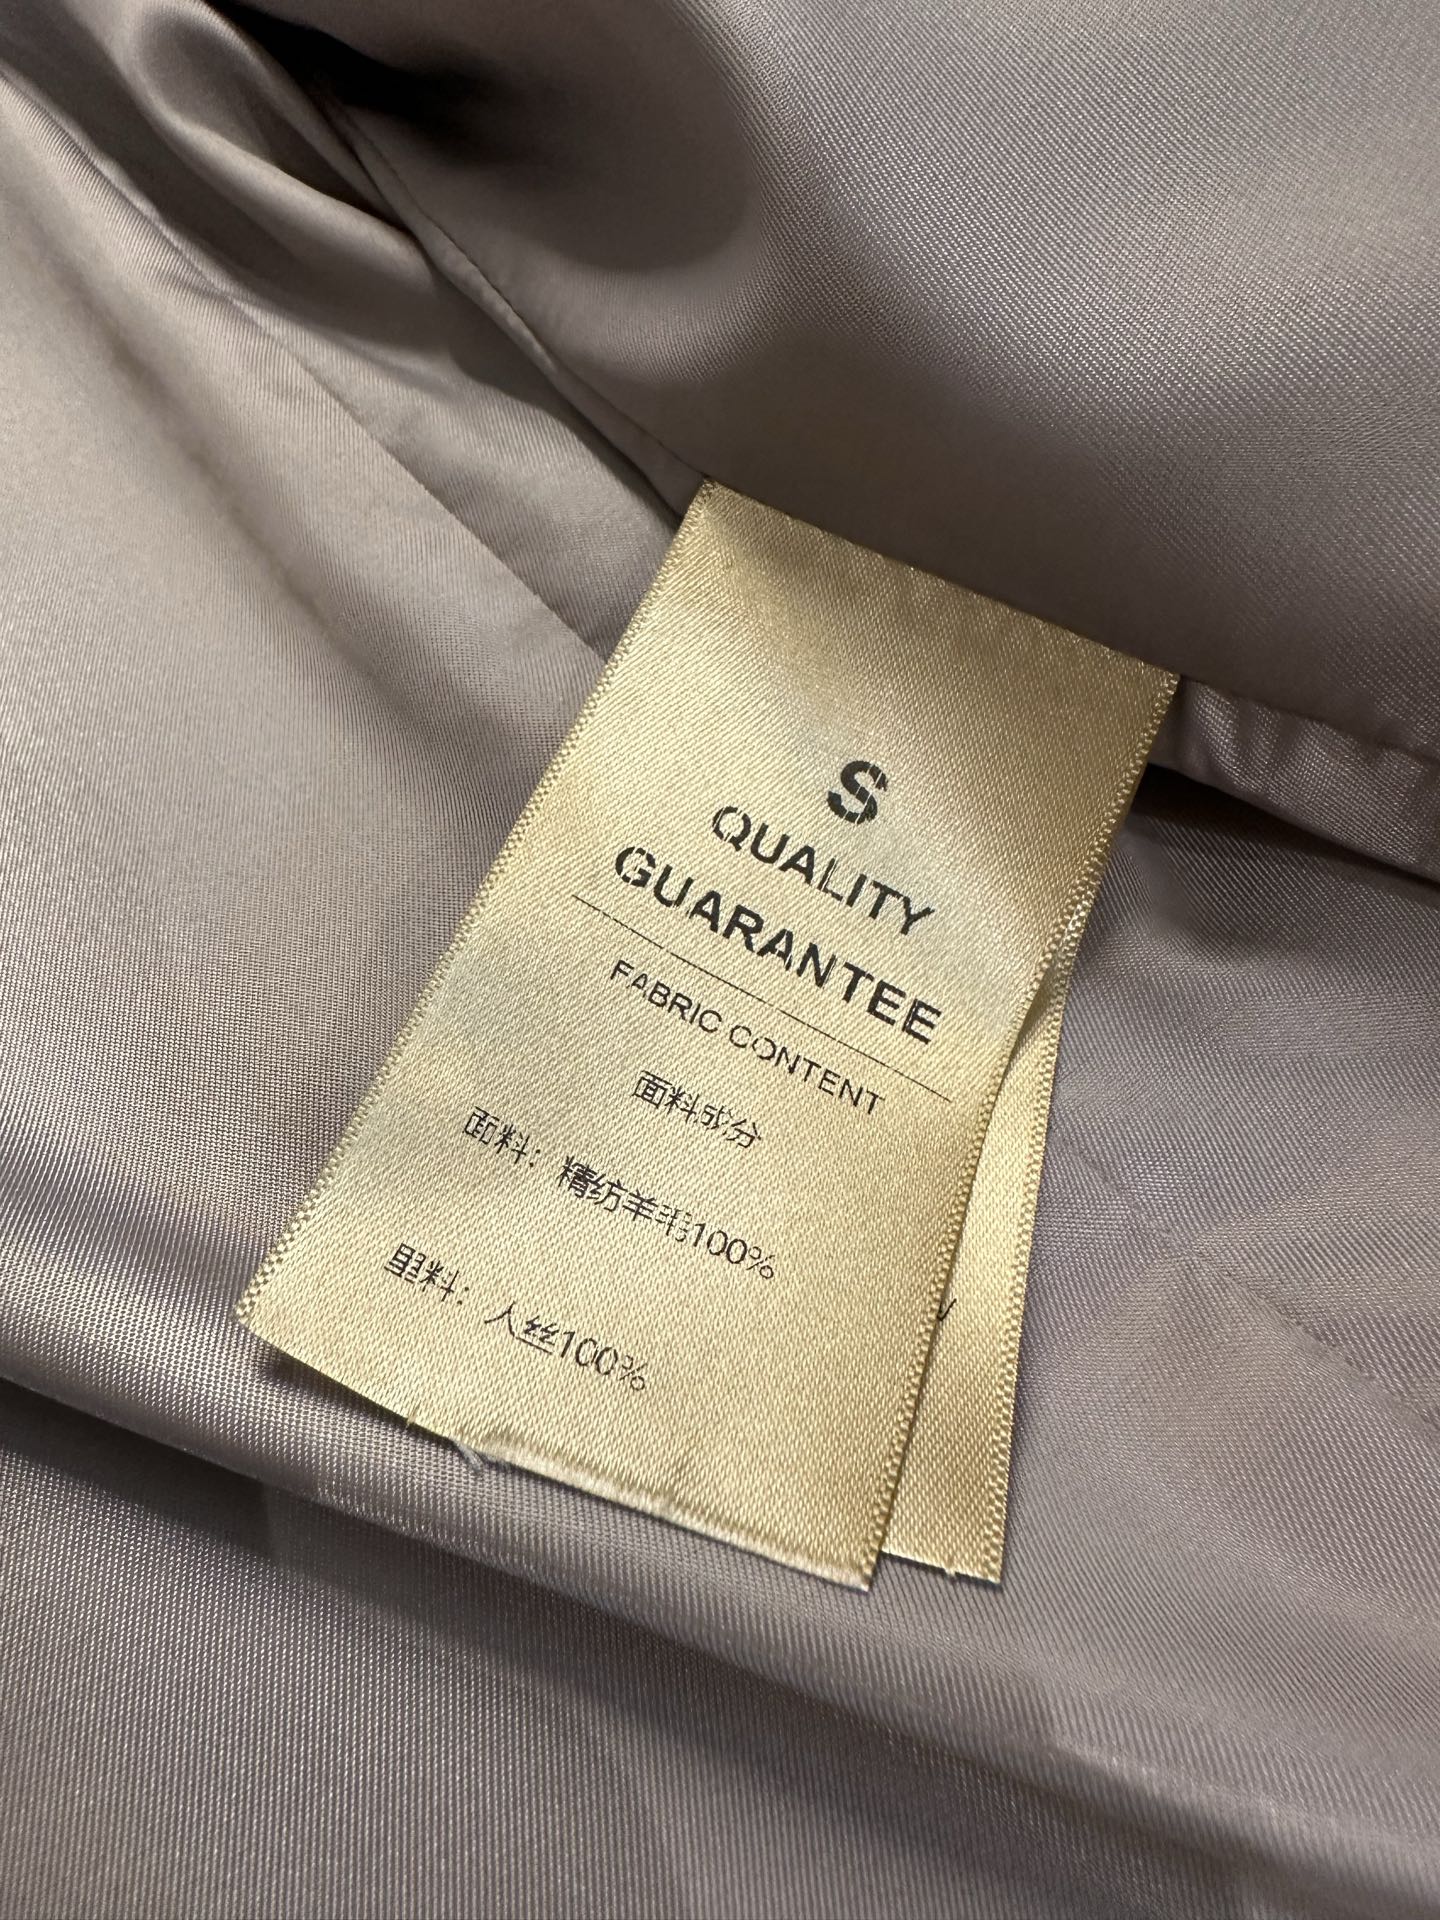 S
QUALITY
GUARANTEE
FABRIC CONTENT
面料成分
面料：精纺羊毛100%
里料：人丝100%